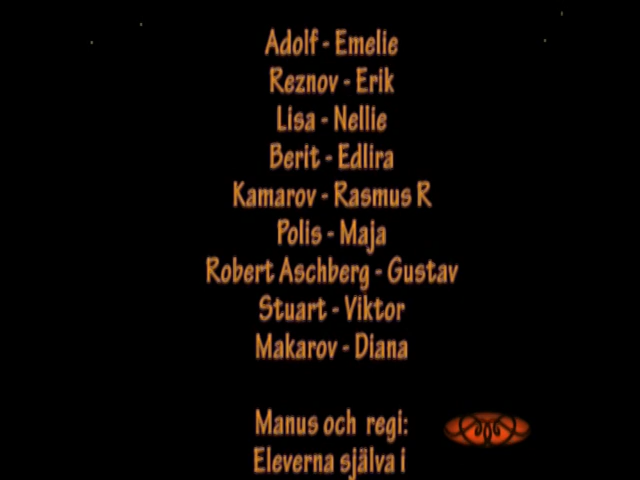 Adolf - Emelie
Reznov - Erik
Lisa - Nellie
Berit - Edlira
Kamarov - Rasmus R
Polis - Maja
Robert Aschberg - Gustav
Stuart - Viktor
Makarov - Diana
Manus och regi:
Eleverna själva i